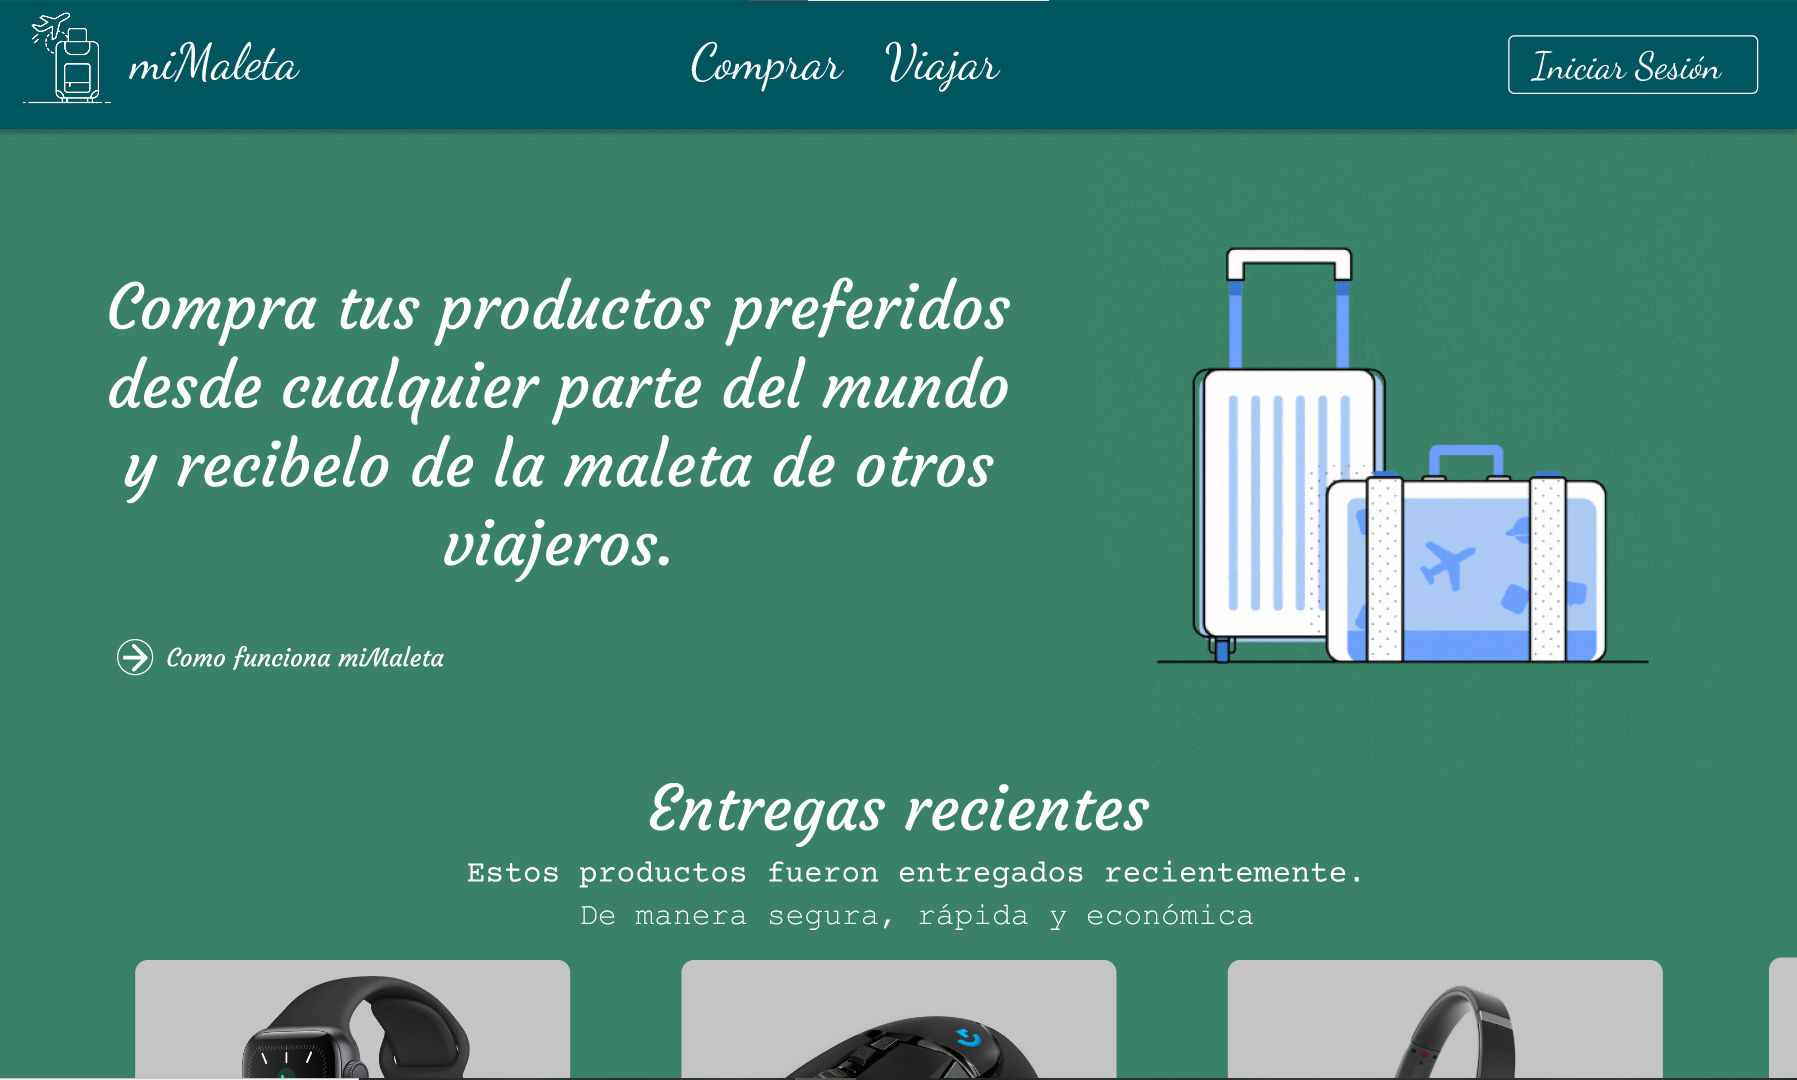 miMaleta
Comprar Viajar
Iniciar Sesión
Compra tus productos preferidos
desde cualquier parte del mundo
y recibelo de la maleta de otros
viajeros.
Como funciona miMaleta
Entregas recientes
Estos productos fueron entregados recientemente.
De manera segura, rápida y económica